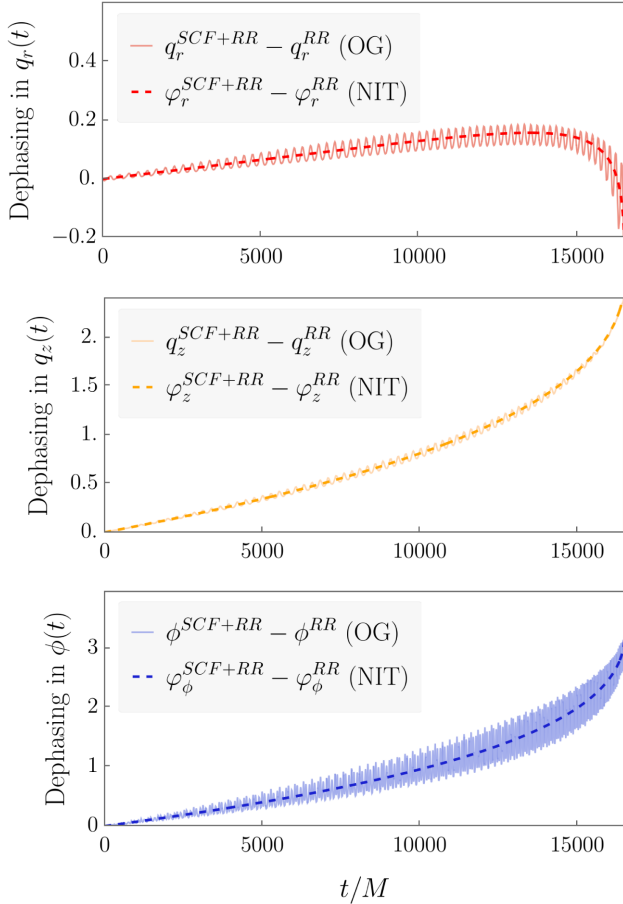 Dephasing in q_r(t)
q_r^{SCF+RR} − q_r^{RR} (OG)
φ_r^{SCF+RR} − φ_r^{RR} (NIT)
0.4
0.2
0.0
−0.2
0 5000 10000 15000
Dephasing in q_z(t)
q_z^{SCF+RR} − q_z^{RR} (OG)
φ_z^{SCF+RR} − φ_z^{RR} (NIT)
2.
1.5
1.
0.5
0.
0 5000 10000 15000
Dephasing in ϕ(t)
ϕ^{SCF+RR} − ϕ^{RR} (OG)
φ_ϕ^{SCF+RR} − φ_ϕ^{RR} (NIT)
3
2
1
0
0 5000 10000 15000
t/M